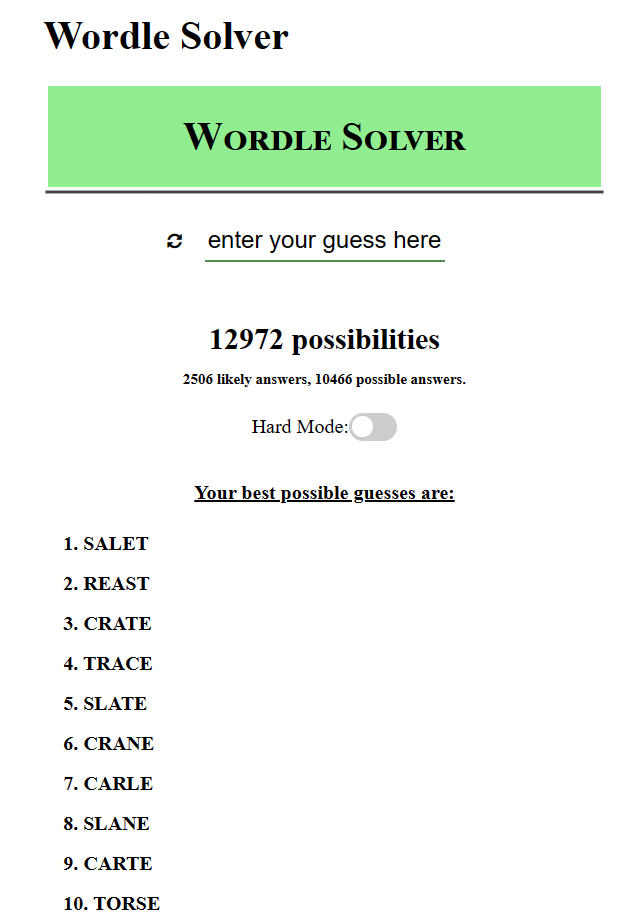 Wordle Solver
Wordle Solver
enter your guess here
12972 possibilities
2506 likely answers, 10466 possible answers.
Hard Mode:
Your best possible guesses are:
1. SALET
2. REAST
3. CRATE
4. TRACE
5. SLATE
6. CRANE
7. CARLE
8. SLANE
9. CARTE
10. TORSE